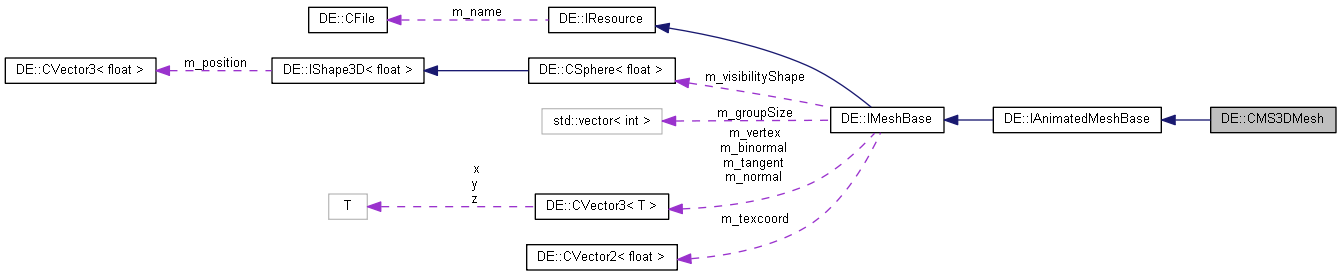 DE::CFile
m_name
DE::IResource
DE::CVector3< float >
m_position
DE::IShape3D< float >
DE::CSphere< float >
m_visibilityShape
std::vector< int >
m_groupSize
DE::IMeshBase
DE::IAnimatedMeshBase
DE::CMS3DMesh
m_vertex
m_binormal
m_tangent
m_normal
T
x
y
z
DE::CVector3< T >
m_texcoord
DE::CVector2< float >